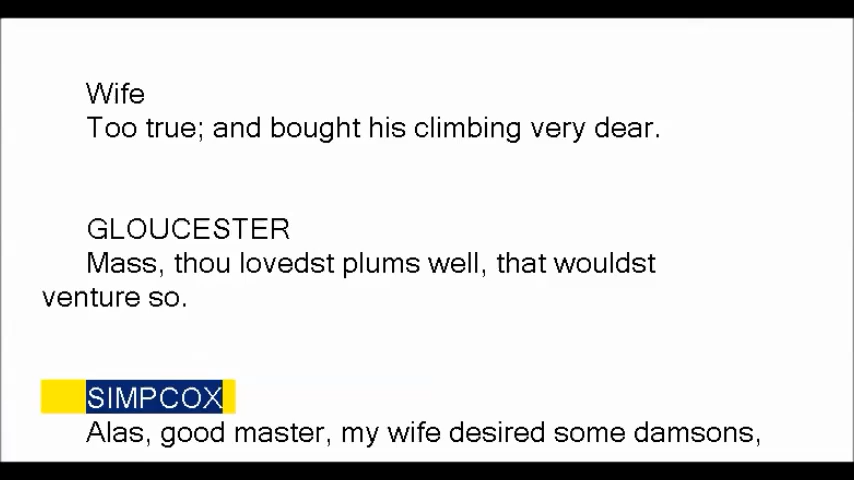 Wife
Too true; and bought his climbing very dear.
GLOUCESTER
Mass, thou lovedst plums well, that wouldst
venture so.
SIMPCOX
Alas, good master, my wife desired some damsons,